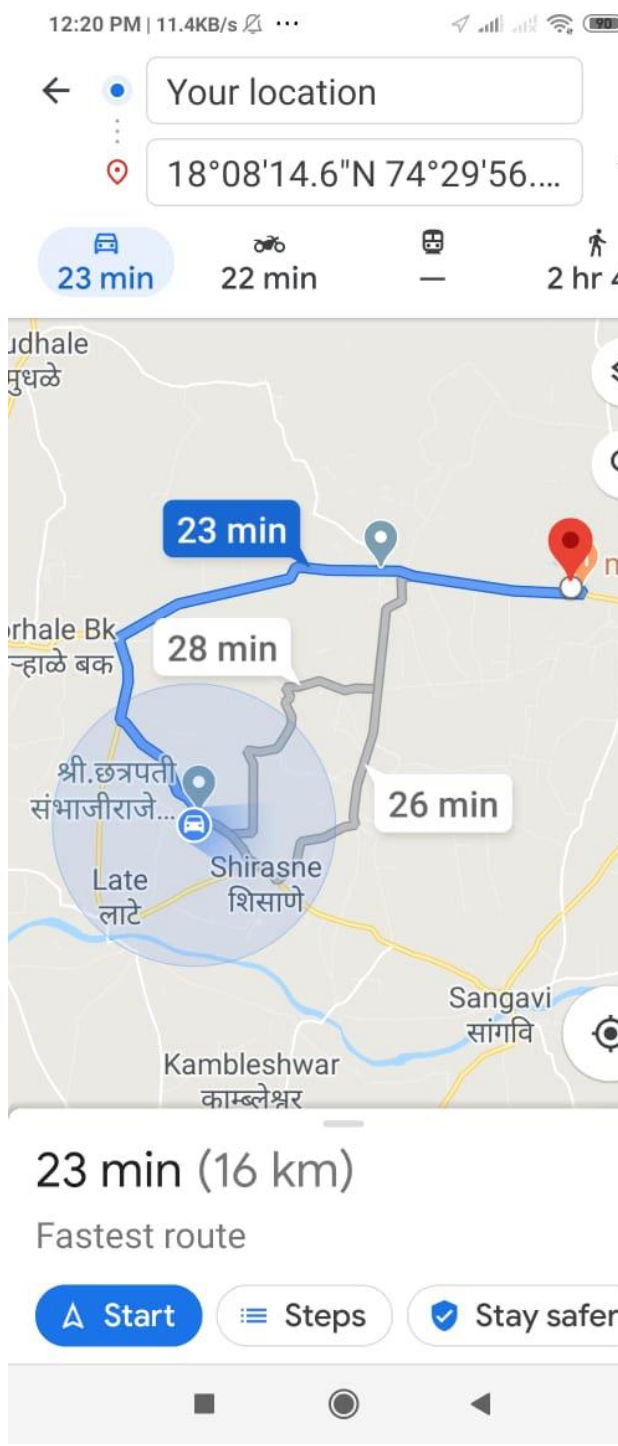 12:20 PM | 11.4KB/s ...
90
Your location
18°08'14.6"N 74°29'56....
23 min
22 min
—
2 hr 4
udhale
मुधळे
23 min
n
rhale Bk
ऱ्हाळे बक
28 min
श्री.छत्रपती
संभाजीराजे...
26 min
Late
लाटे
Shirasne
शिसाणे
Sangavi
सांगवि
Kambleshwar
काम्ब्लेश्वर
23 min (16 km)
Fastest route
Start
Steps
Stay safer